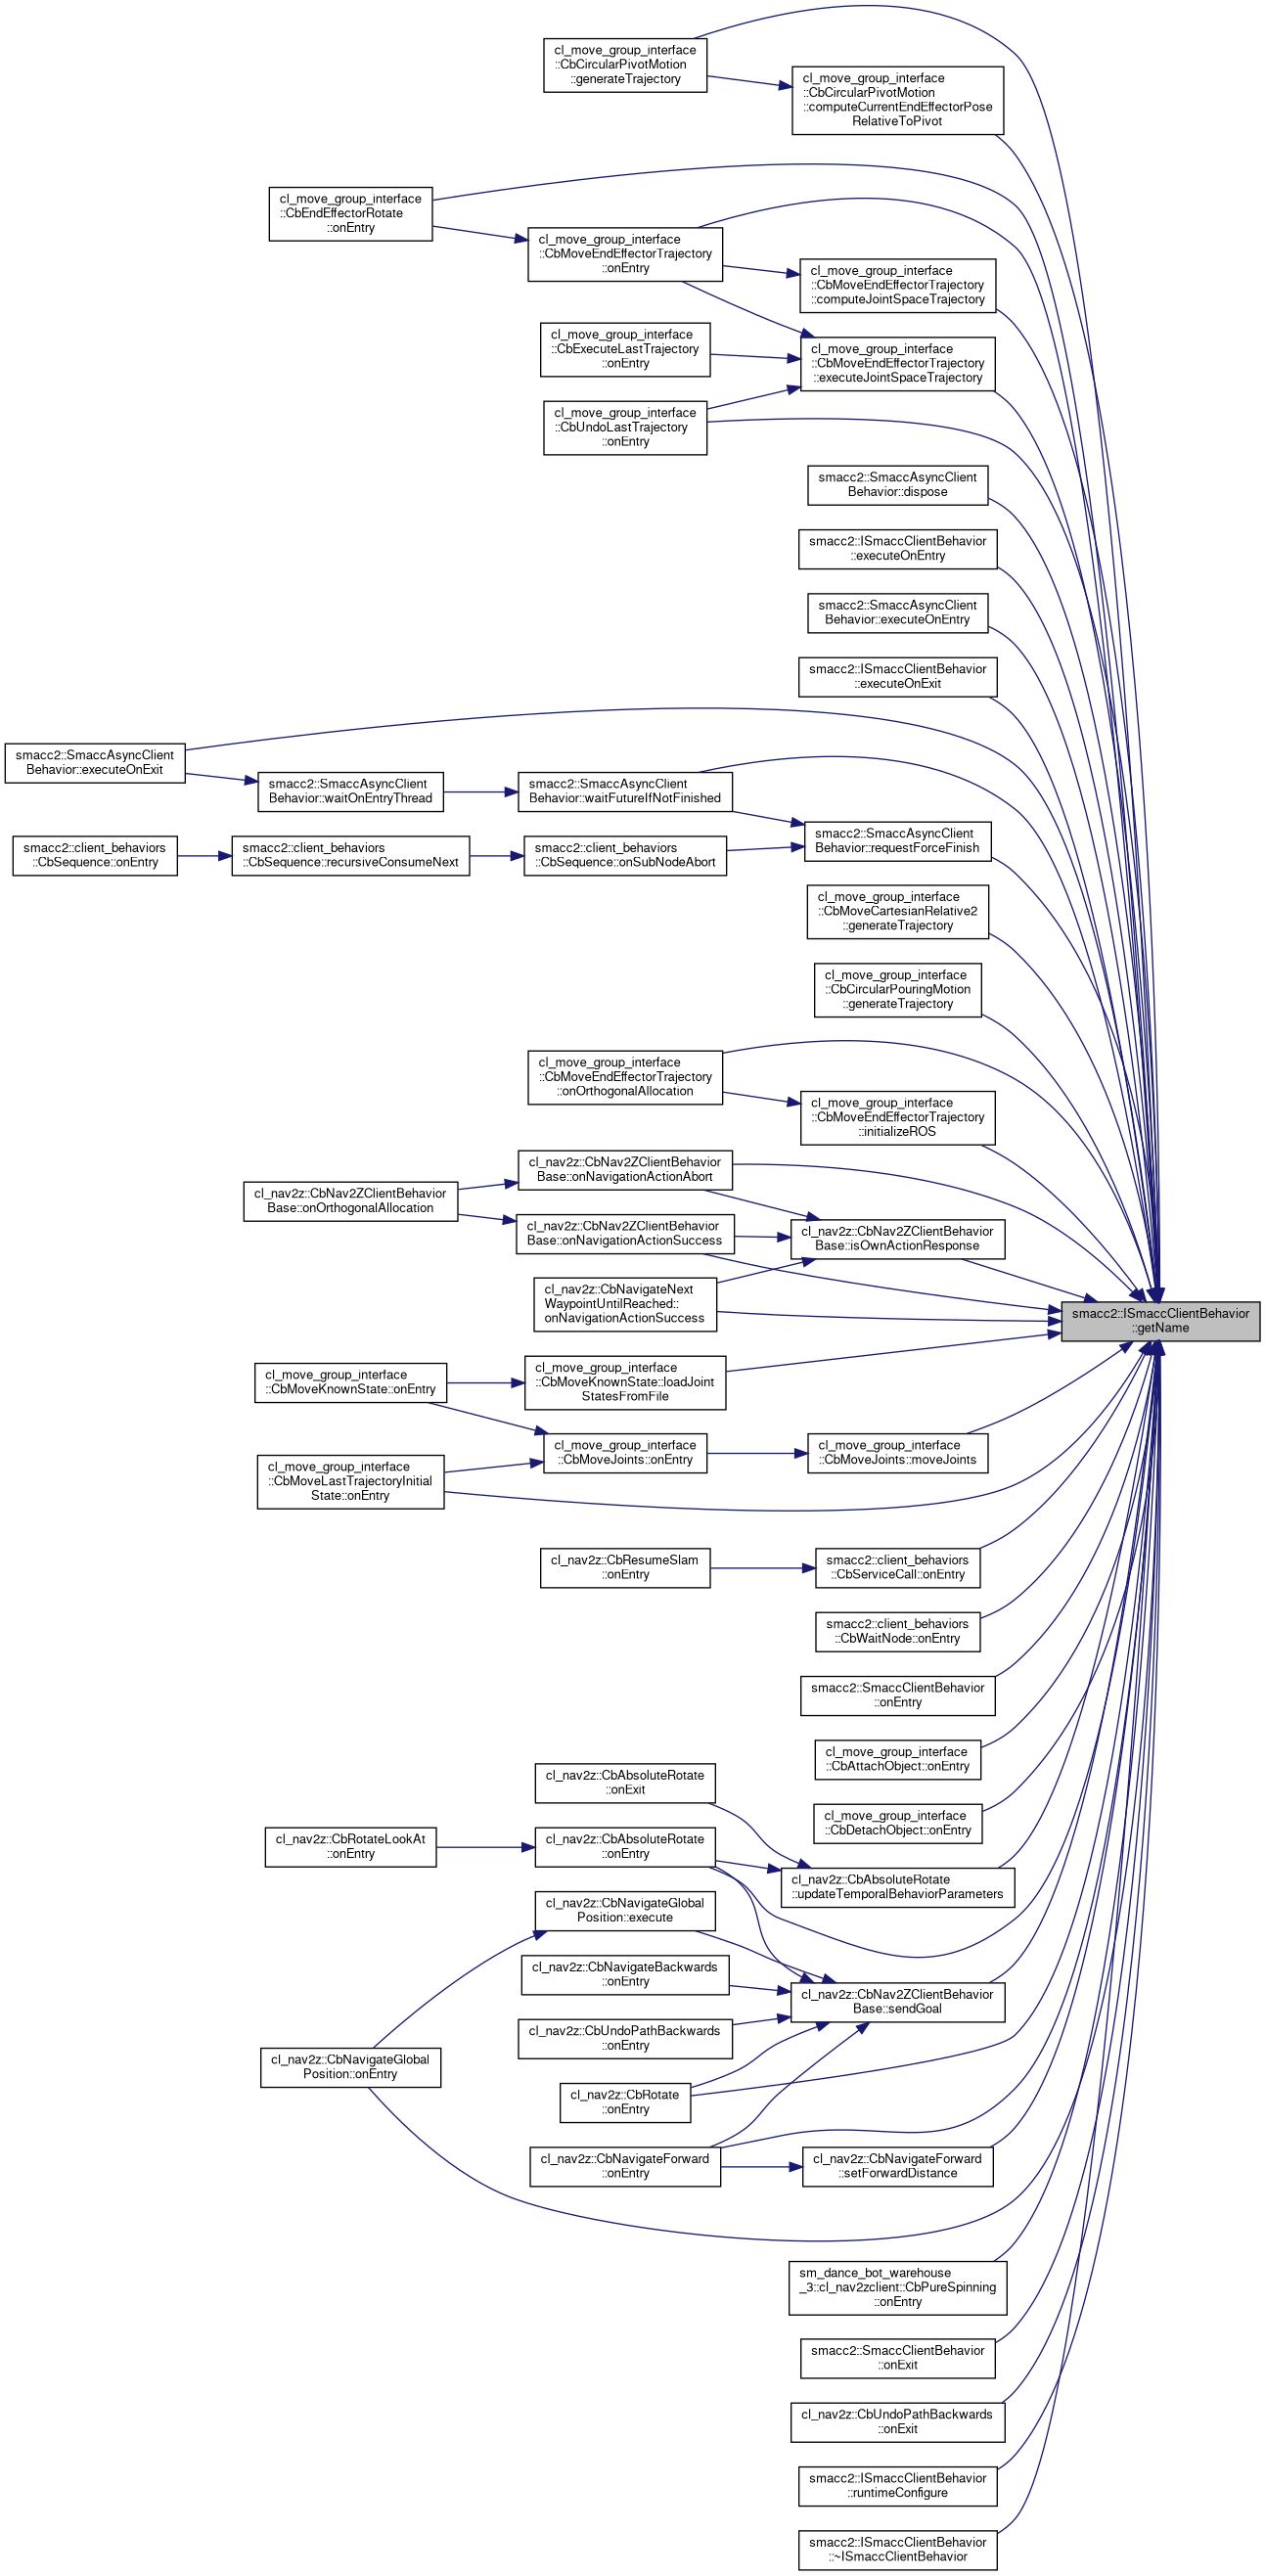 cl_move_group_interface
::CbCircularPivotMotion
::generateTrajectory
cl_move_group_interface
::CbCircularPivotMotion
::computeCurrentEndEffectorPose
RelativeToPivot
cl_move_group_interface
::CbEndEffectorRotate
::onEntry
cl_move_group_interface
::CbMoveEndEffectorTrajectory
::onEntry
cl_move_group_interface
::CbMoveEndEffectorTrajectory
::computeJointSpaceTrajectory
cl_move_group_interface
::CbExecuteLastTrajectory
::onEntry
cl_move_group_interface
::CbMoveEndEffectorTrajectory
::executeJointSpaceTrajectory
cl_move_group_interface
::CbUndoLastTrajectory
::onEntry
smacc2::SmaccAsyncClient
Behavior::dispose
smacc2::ISmaccClientBehavior
::executeOnEntry
smacc2::SmaccAsyncClient
Behavior::executeOnEntry
smacc2::ISmaccClientBehavior
::executeOnExit
smacc2::SmaccAsyncClient
Behavior::executeOnExit
smacc2::SmaccAsyncClient
Behavior::waitOnEntryThread
smacc2::SmaccAsyncClient
Behavior::waitFutureIfNotFinished
smacc2::SmaccAsyncClient
Behavior::requestForceFinish
smacc2::client_behaviors
::CbSequence::onEntry
smacc2::client_behaviors
::CbSequence::recursiveConsumeNext
smacc2::client_behaviors
::CbSequence::onSubNodeAbort
cl_move_group_interface
::CbMoveCartesianRelative2
::generateTrajectory
cl_move_group_interface
::CbCircularPouringMotion
::generateTrajectory
cl_move_group_interface
::CbMoveEndEffectorTrajectory
::onOrthogonalAllocation
cl_move_group_interface
::CbMoveEndEffectorTrajectory
::initializeROS
cl_nav2z::CbNav2ZClientBehavior
Base::onNavigationActionAbort
cl_nav2z::CbNav2ZClientBehavior
Base::onOrthogonalAllocation
cl_nav2z::CbNav2ZClientBehavior
Base::onNavigationActionSuccess
cl_nav2z::CbNav2ZClientBehavior
Base::isOwnActionResponse
cl_nav2z::CbNavigateNext
WaypointUntilReached::
onNavigationActionSuccess
smacc2::ISmaccClientBehavior
::getName
cl_move_group_interface
::CbMoveKnownState::onEntry
cl_move_group_interface
::CbMoveKnownState::loadJoint
StatesFromFile
cl_move_group_interface
::CbMoveJoints::onEntry
cl_move_group_interface
::CbMoveJoints::moveJoints
cl_move_group_interface
::CbMoveLastTrajectoryInitial
State::onEntry
cl_nav2z::CbResumeSlam
::onEntry
smacc2::client_behaviors
::CbServiceCall::onEntry
smacc2::client_behaviors
::CbWaitNode::onEntry
smacc2::SmaccClientBehavior
::onEntry
cl_move_group_interface
::CbAttachObject::onEntry
cl_move_group_interface
::CbDetachObject::onEntry
cl_nav2z::CbAbsoluteRotate
::onExit
cl_nav2z::CbRotateLookAt
::onEntry
cl_nav2z::CbAbsoluteRotate
::onEntry
cl_nav2z::CbAbsoluteRotate
::updateTemporalBehaviorParameters
cl_nav2z::CbNavigateGlobal
Position::execute
cl_nav2z::CbNavigateBackwards
::onEntry
cl_nav2z::CbNav2ZClientBehavior
Base::sendGoal
cl_nav2z::CbUndoPathBackwards
::onEntry
cl_nav2z::CbNavigateGlobal
Position::onEntry
cl_nav2z::CbRotate
::onEntry
cl_nav2z::CbNavigateForward
::onEntry
cl_nav2z::CbNavigateForward
::setForwardDistance
sm_dance_bot_warehouse
_3::cl_nav2zclient::CbPureSpinning
::onEntry
smacc2::SmaccClientBehavior
::onExit
cl_nav2z::CbUndoPathBackwards
::onExit
smacc2::ISmaccClientBehavior
::runtimeConfigure
smacc2::ISmaccClientBehavior
::~ISmaccClientBehavior